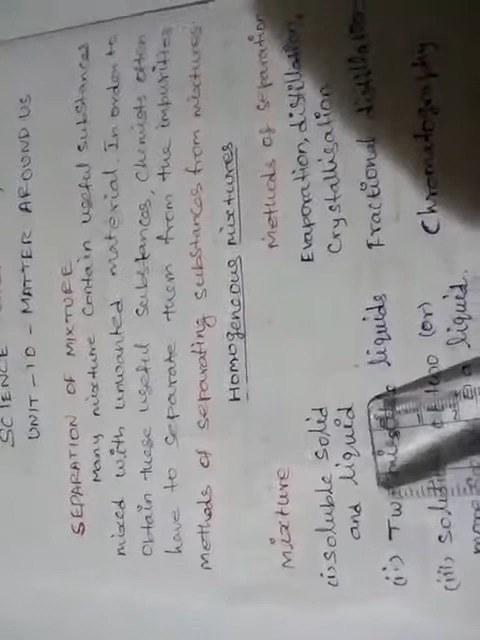 SCIENCE
UNIT-10 - MATTER AROUND US
SEPARATION OF MIXTURE
Many mixture contain useful substances
mixed with unwanted material. In order to
obtain these useful substances, Chemists often
have to separate them from the impurities
Methods of separating substances from mixtures
HOMOGENEOUS mixtures
Mixture Methods of separation
(i) soluble solid Evaporation, distillation,
and liquid Crystallisation
(ii) liquids Fractional distillation
(iii) (or) Chromatography
liquid.